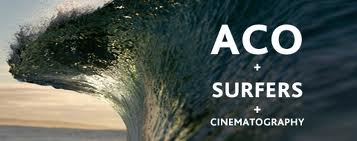 ACO
+
SURFERS
+
CINEMATOGRAPHY